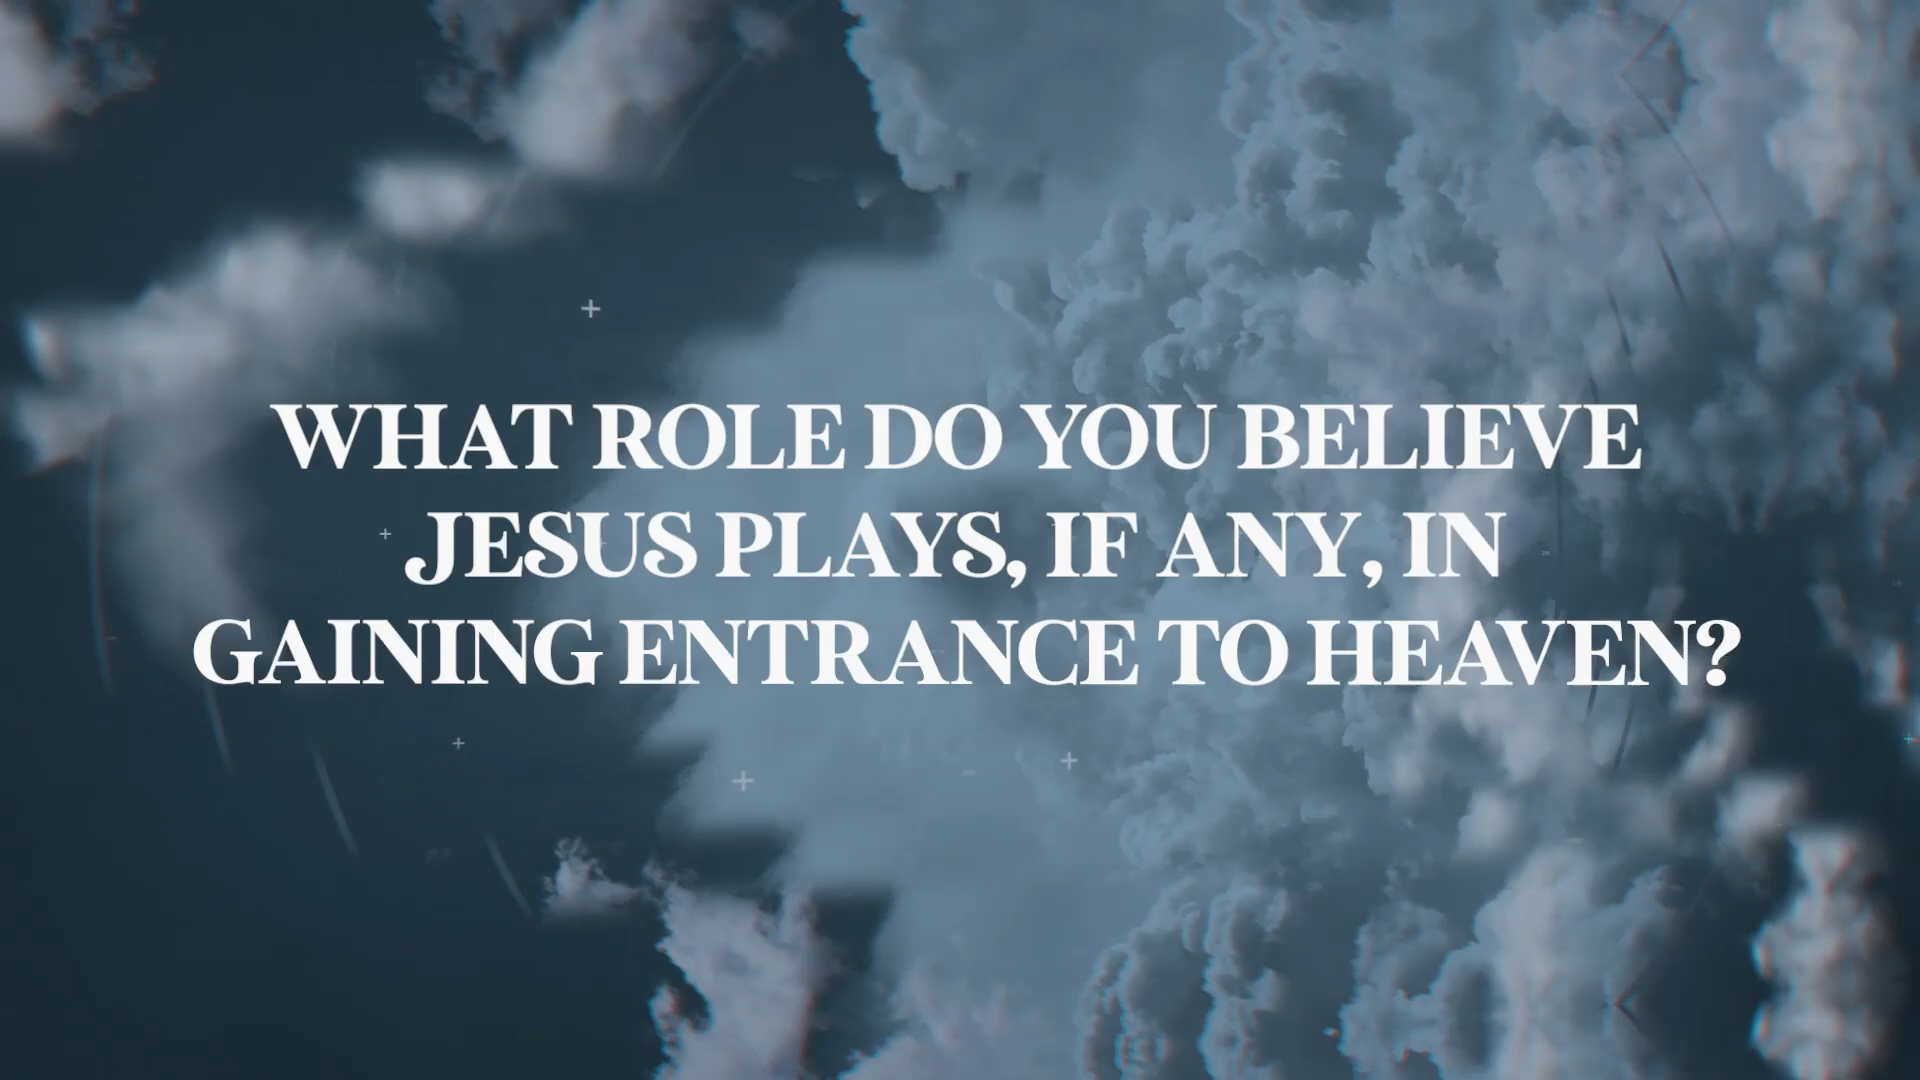 WHAT ROLE DO YOU BELIEVE
JESUS PLAYS, IF ANY, IN
GAINING ENTRANCE TO HEAVEN?